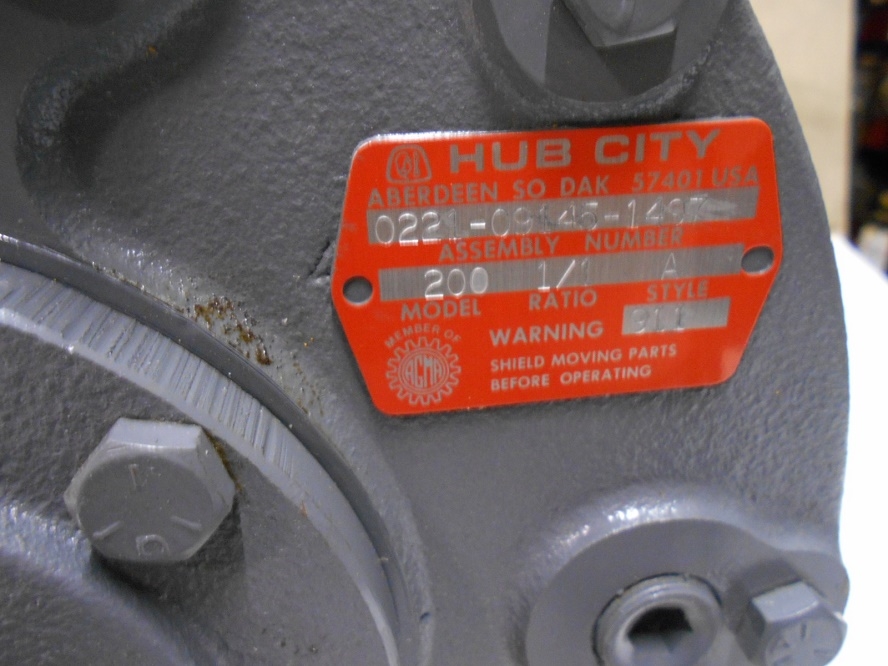 HUB CITY
ABERDEEN SO DAK 57401 USA
ASSEMBLY NUMBER
200 1/1 A
MODEL RATIO STYLE
911
MEMBER OF
AGMA
WARNING
SHIELD MOVING PARTS
BEFORE OPERATING